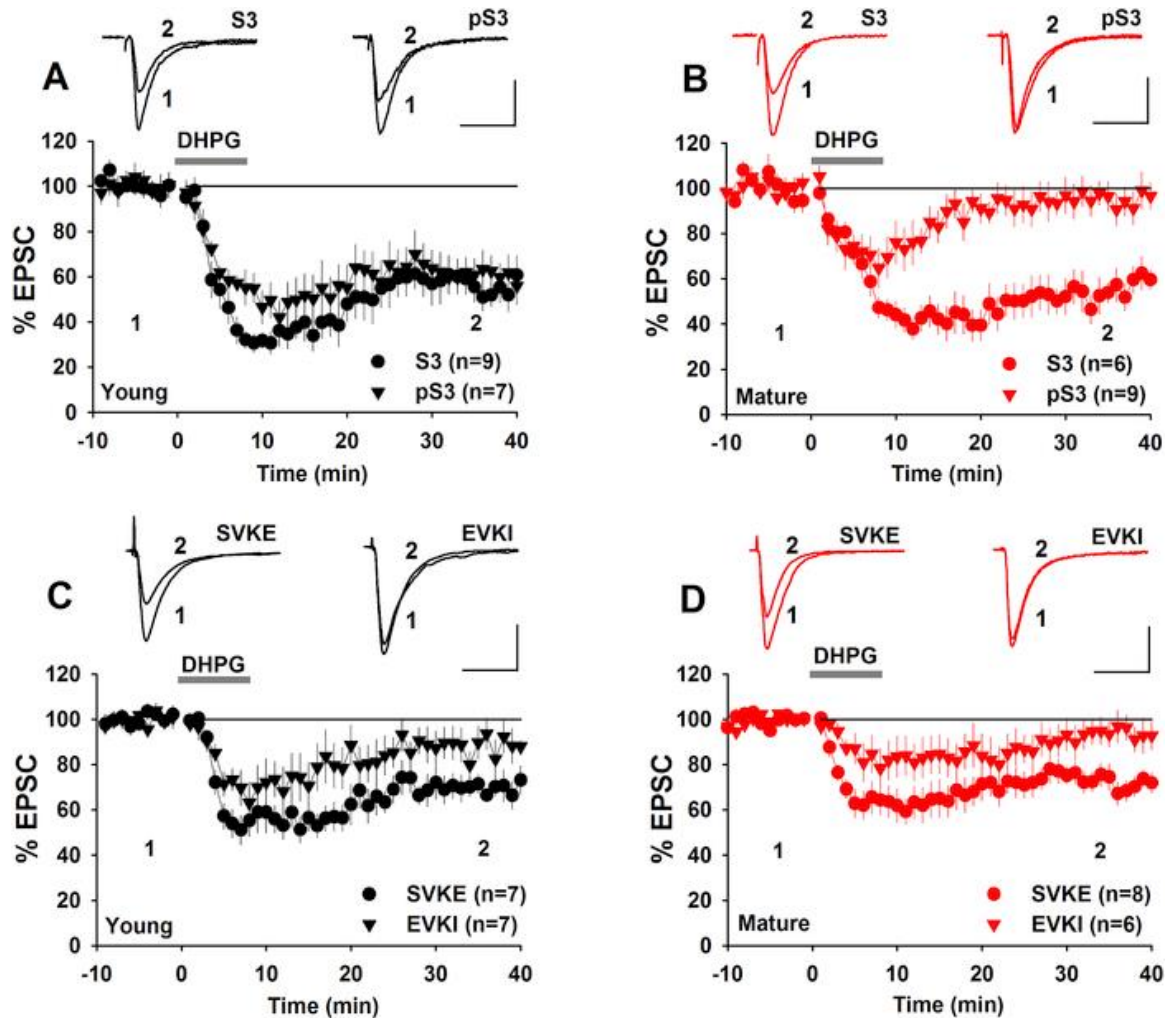 A
S3
2
1
pS3
2
1
DHPG
% EPSC
120
100
80
60
40
20
0
1
2
S3 (n=9)
pS3 (n=7)
Young
-10 0 10 20 30 40
Time (min)
B
S3
2
1
pS3
2
1
DHPG
% EPSC
120
100
80
60
40
20
0
1
2
S3 (n=6)
pS3 (n=9)
Mature
-10 0 10 20 30 40
Time (min)
C
SVKE
2
1
EVKI
2
1
DHPG
% EPSC
120
100
80
60
40
20
0
1
2
SVKE (n=7)
EVKI (n=7)
Young
-10 0 10 20 30 40
Time (min)
D
SVKE
2
1
EVKI
2
1
DHPG
% EPSC
120
100
80
60
40
20
0
1
2
SVKE (n=8)
EVKI (n=6)
Mature
-10 0 10 20 30 40
Time (min)